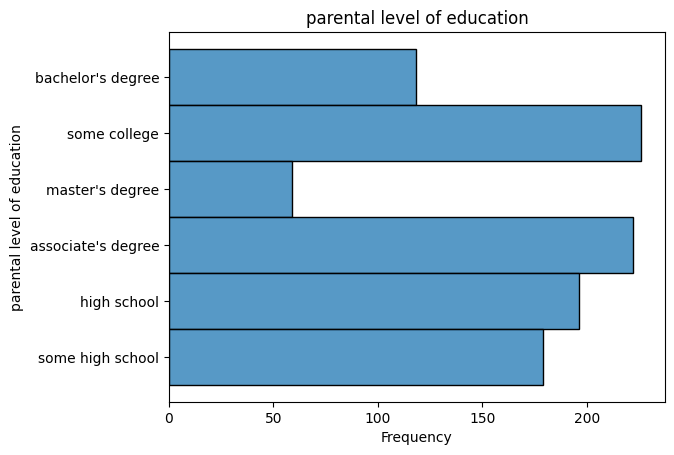 parental level of education
bachelor's degree
some college
master's degree
associate's degree
high school
some high school
parental level of education
0 50 100 150 200
Frequency